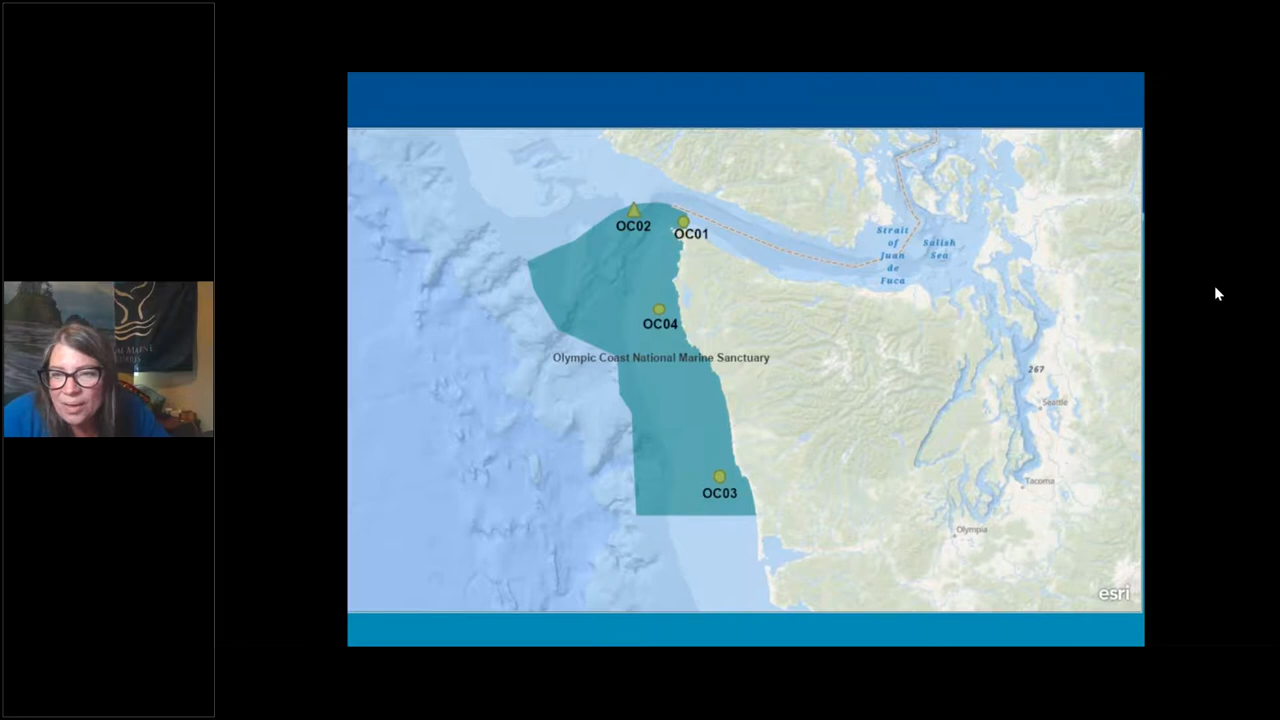 OC02
OC01
Strait
of
Juan
de
Fuca
Salish
Sea
OC04
Olympic Coast National Marine Sanctuary
267
Seattle
OC03
Tacoma
Olympia
esri